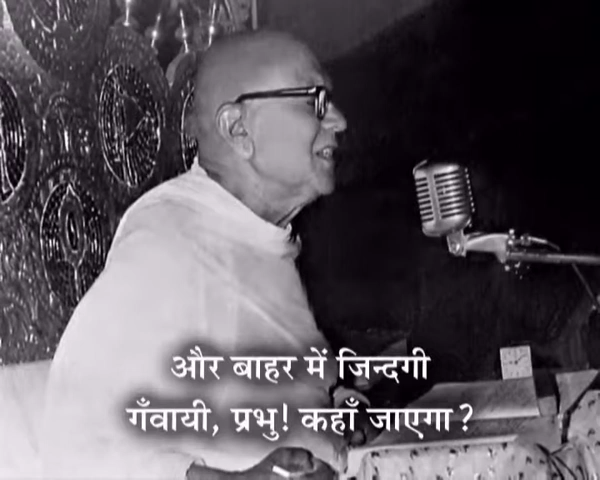 और बाहर में जिन्दगी
गँवायी, प्रभु! कहाँ जाएगा?